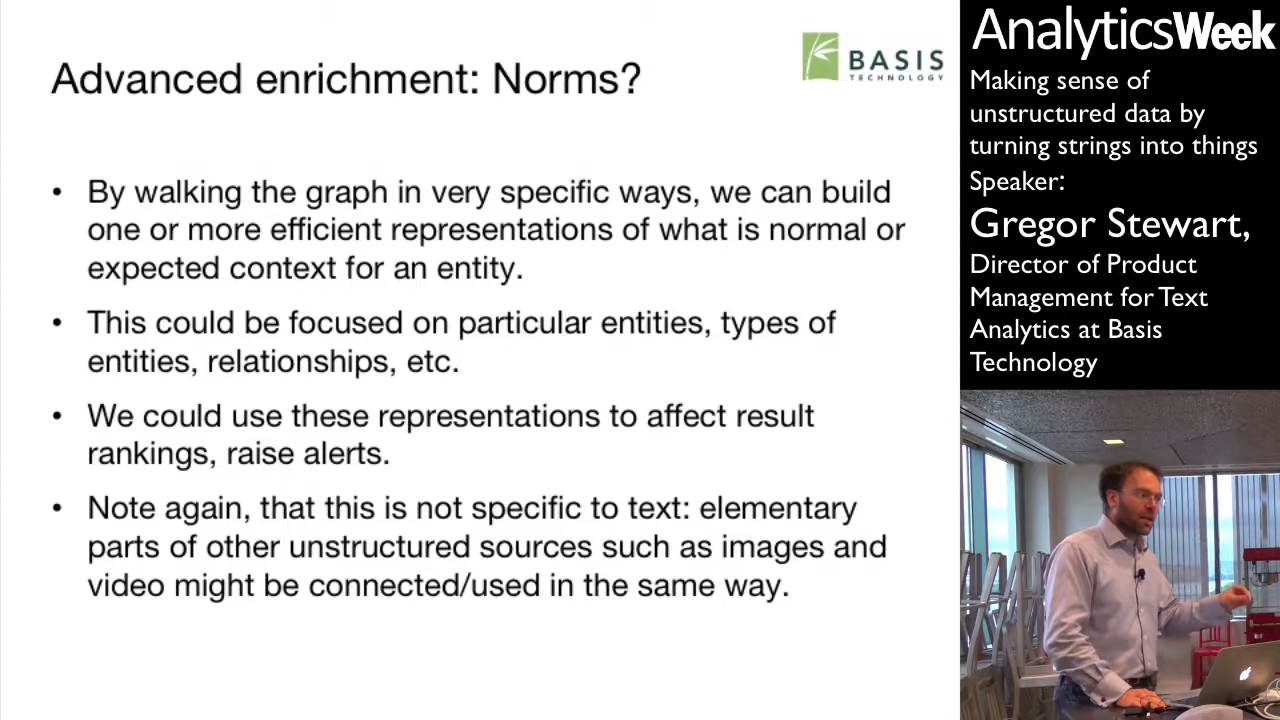 Advanced enrichment: Norms?
BASIS
TECHNOLOGY
• By walking the graph in very specific ways, we can build
one or more efficient representations of what is normal or
expected context for an entity.
• This could be focused on particular entities, types of
entities, relationships, etc.
• We could use these representations to affect result
rankings, raise alerts.
• Note again, that this is not specific to text: elementary
parts of other unstructured sources such as images and
video might be connected/used in the same way.
AnalyticsWeek
Making sense of
unstructured data by
turning strings into things
Speaker:
Gregor Stewart,
Director of Product
Management for Text
Analytics at Basis
Technology